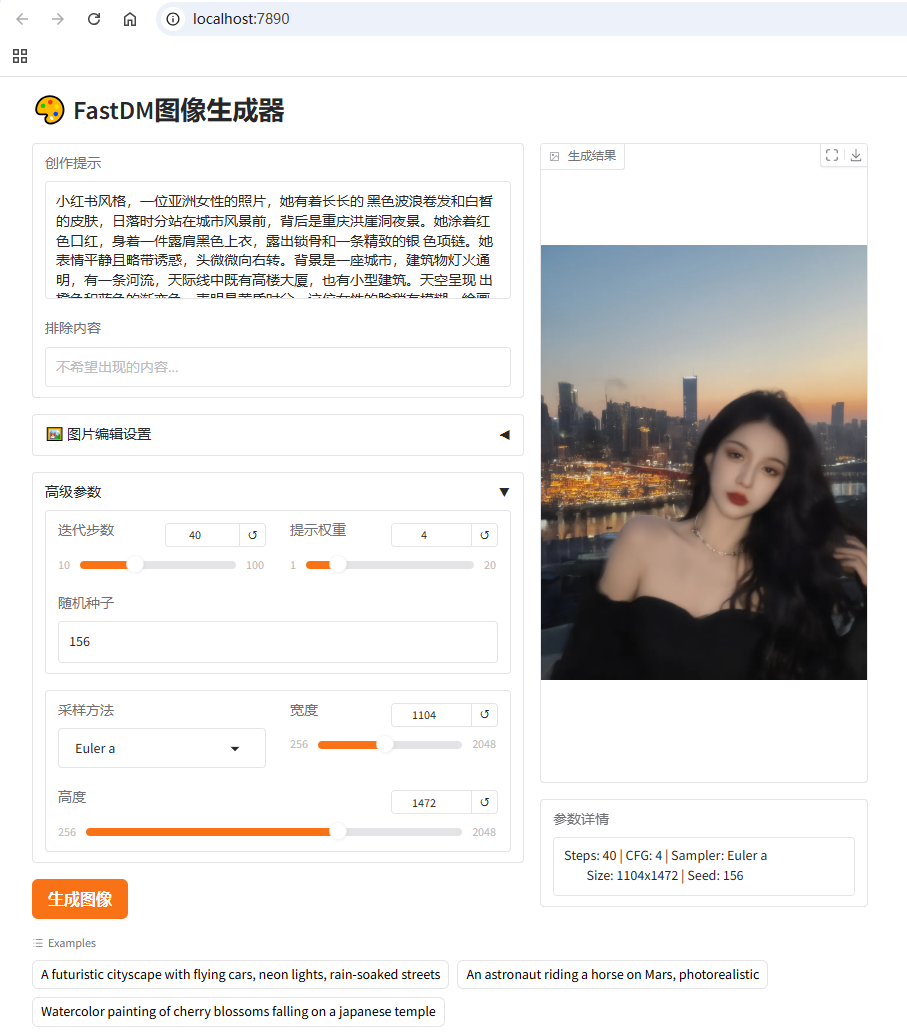 localhost:7890
FastDM图像生成器
创作提示
小红书风格，一位亚洲女性的照片，她有着长长的 黑色波浪卷发和白皙
的皮肤，日落时分站在城市风景前，背后是重庆洪崖洞夜景。她涂着红
色口红，身着一件露肩黑色上衣，露出锁骨和一条精致的银 色项链。她
表情平静且略带诱惑，头微微向右转。背景是一座城市，建筑物灯火通
明，有一条河流，天际线中既有高楼大厦，也有小型建筑。天空呈现 出
排除内容
不希望出现的内容...
图片编辑设置
高级参数
迭代步数
40
10
100
提示权重
4
1
20
随机种子
156
采样方法
Euler a
宽度
1104
256
2048
高度
1472
256
2048
生成图像
生成结果
参数详情
Steps: 40 | CFG: 4 | Sampler: Euler a
Size: 1104x1472 | Seed: 156
Examples
A futuristic cityscape with flying cars, neon lights, rain-soaked streets
An astronaut riding a horse on Mars, photorealistic
Watercolor painting of cherry blossoms falling on a japanese temple